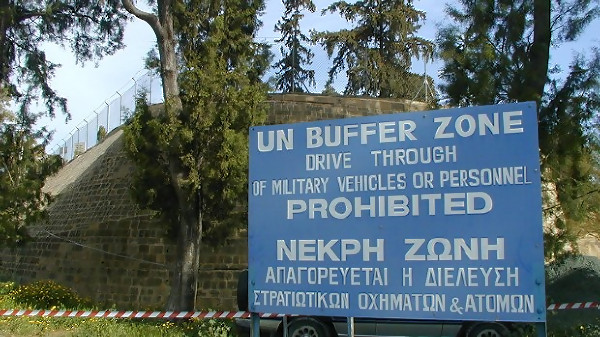 UN BUFFER ZONE
DRIVE THROUGH
OF MILITARY VEHICLES OR PERSONNEL
PROHIBITED
ΝΕΚΡΗ ΖΩΝΗ
ΑΠΑΓΟΡΕΥΕΤΑΙ Η ΔΙΕΛΕΥΣΗ
ΣΤΡΑΤΙΩΤΙΚΩΝ ΟΧΗΜΑΤΩΝ & ΑΤΟΜΩΝ